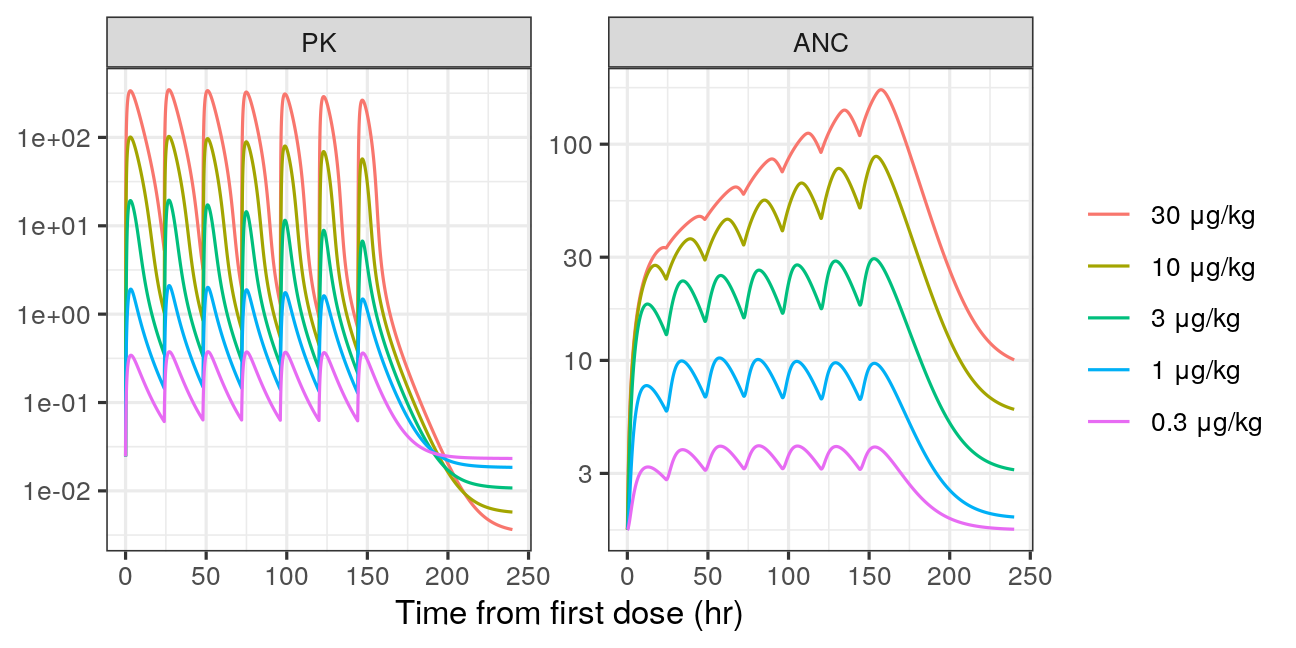 PK
ANC
1e+02
1e+01
1e+00
1e-01
1e-02
100
30
10
3
0 50 100 150 200 250
0 50 100 150 200 250
Time from first dose (hr)
30 µg/kg
10 µg/kg
3 µg/kg
1 µg/kg
0.3 µg/kg